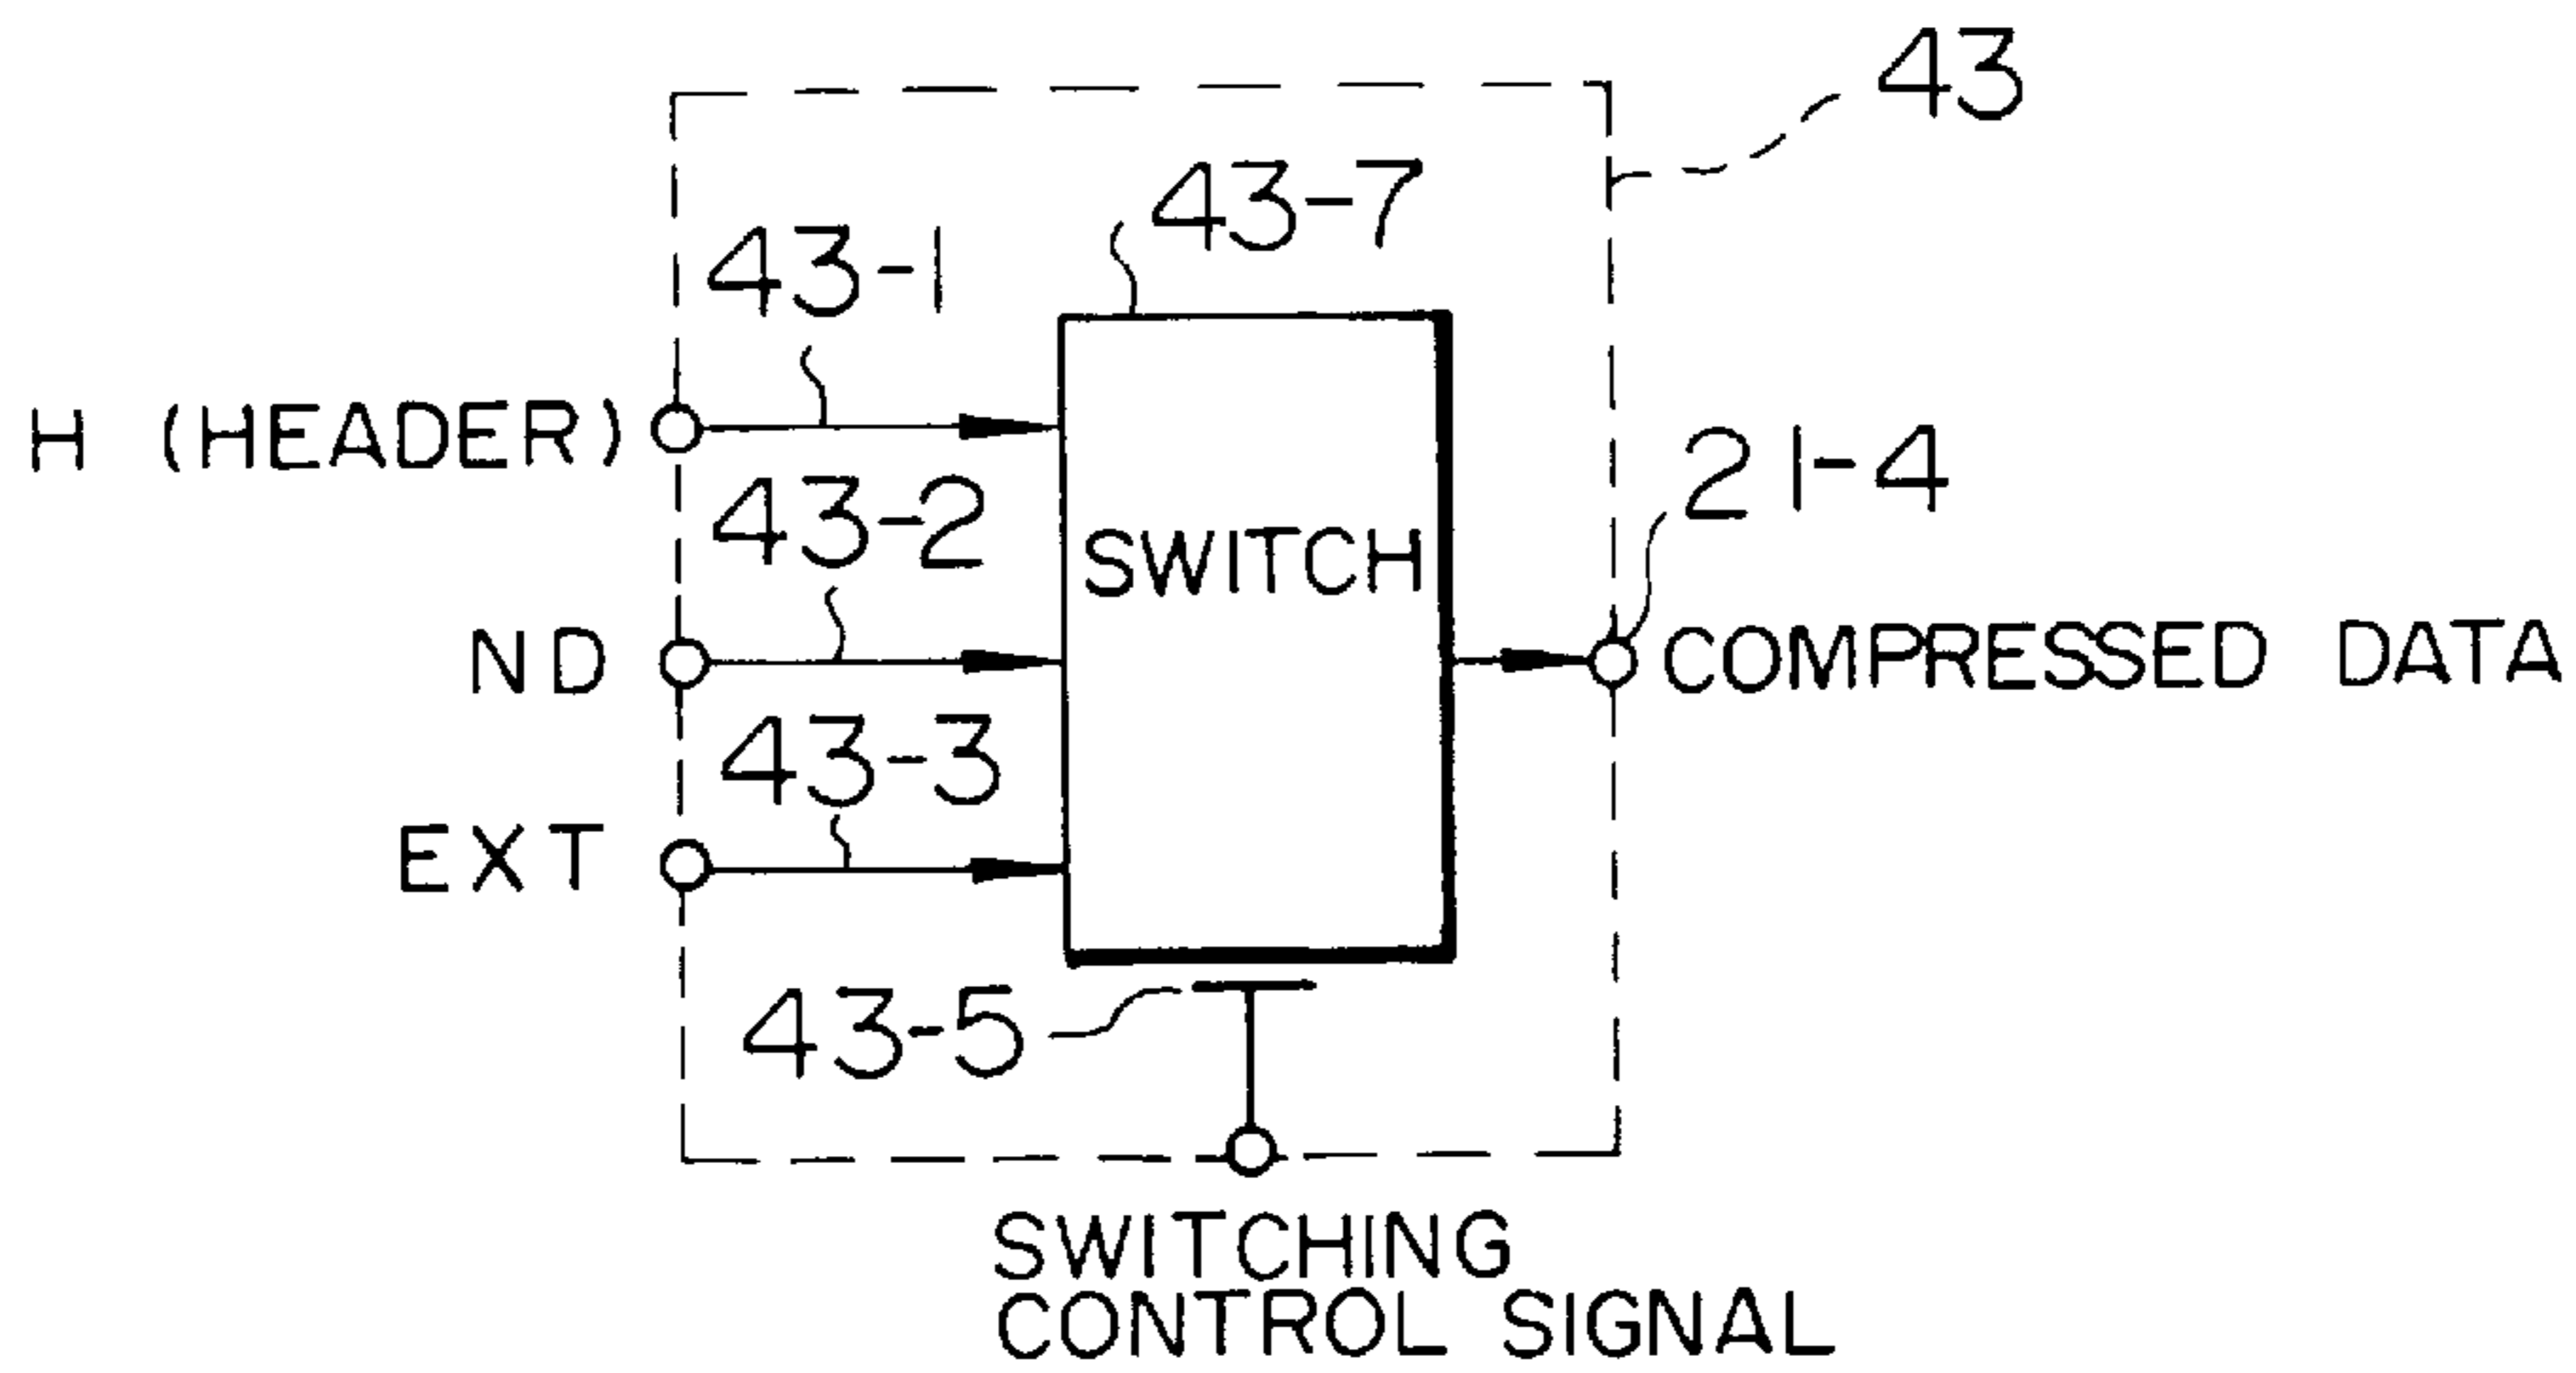 43
43-7
43-1
H (HEADER)
43-2
21-4
SWITCH
ND
COMPRESSED DATA
43-3
EXT
43-5
SWITCHING
CONTROL SIGNAL